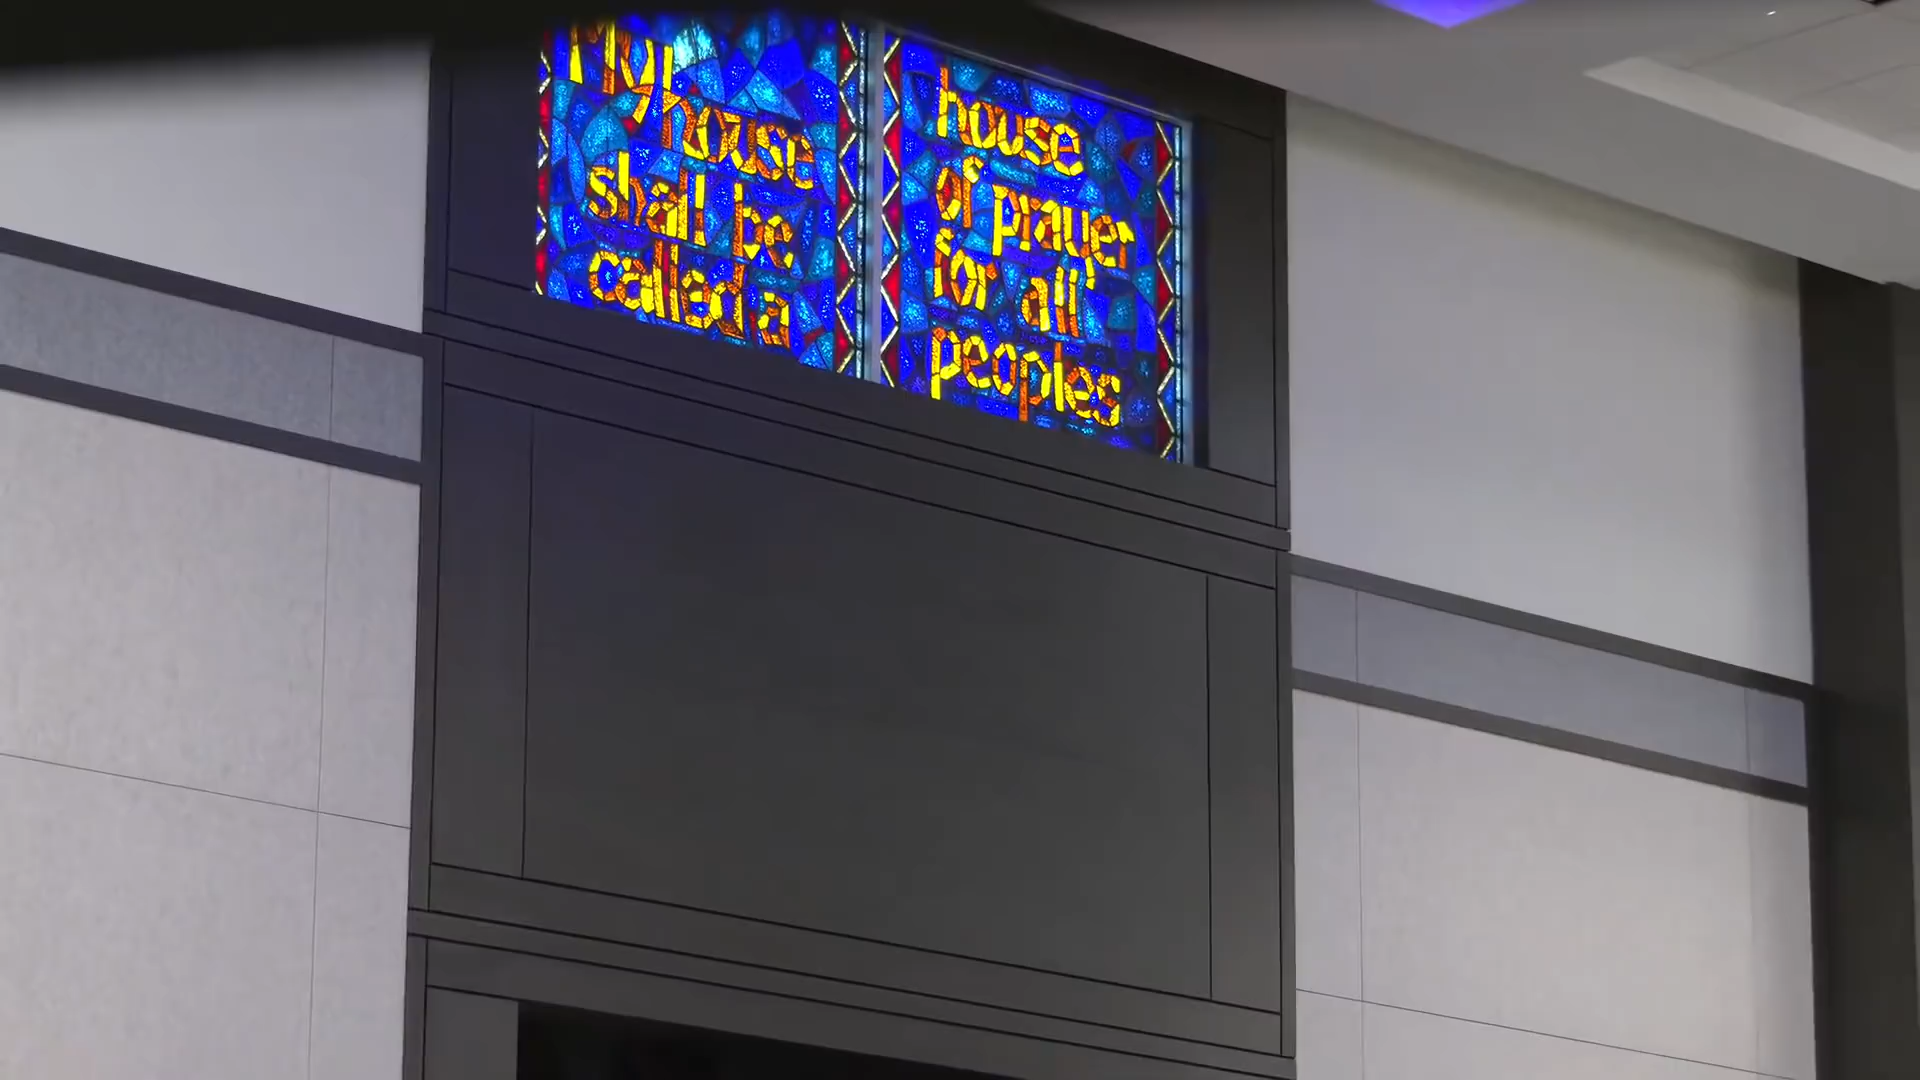 My
house
shall be
called a
house
of prayer
for all
peoples